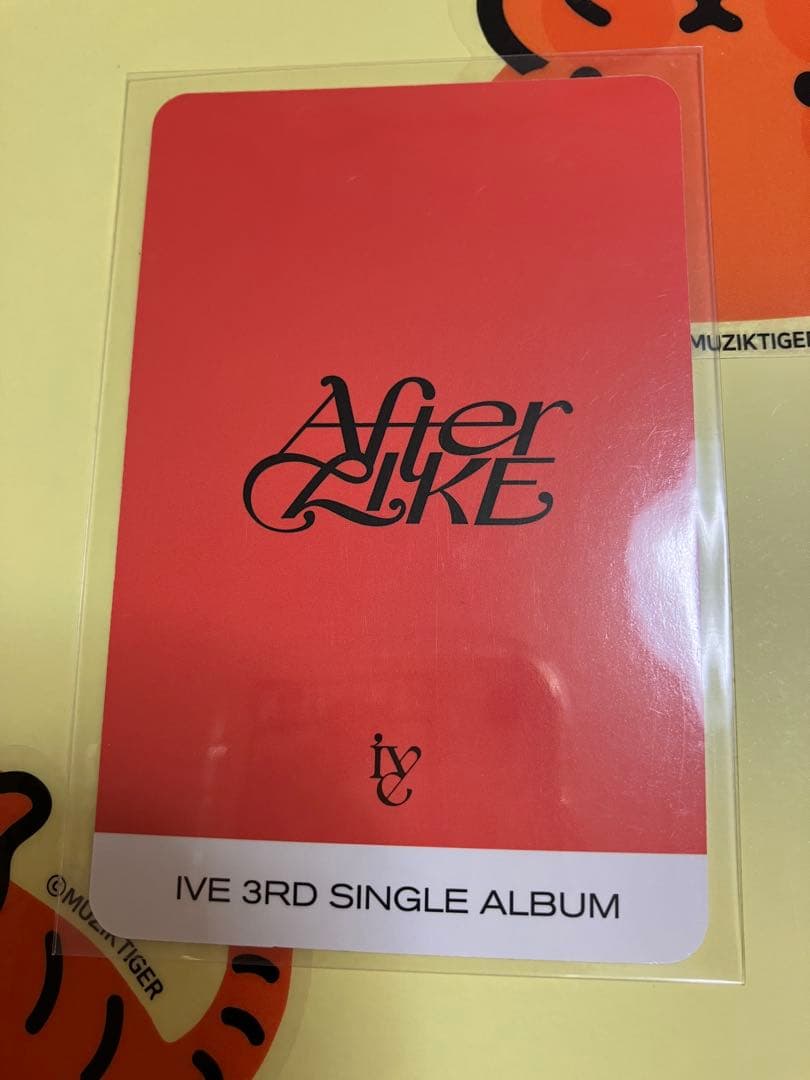 MUZIKTIGER
After
LIKE
ive
IVE 3RD SINGLE ALBUM
©MUZIKTIGER